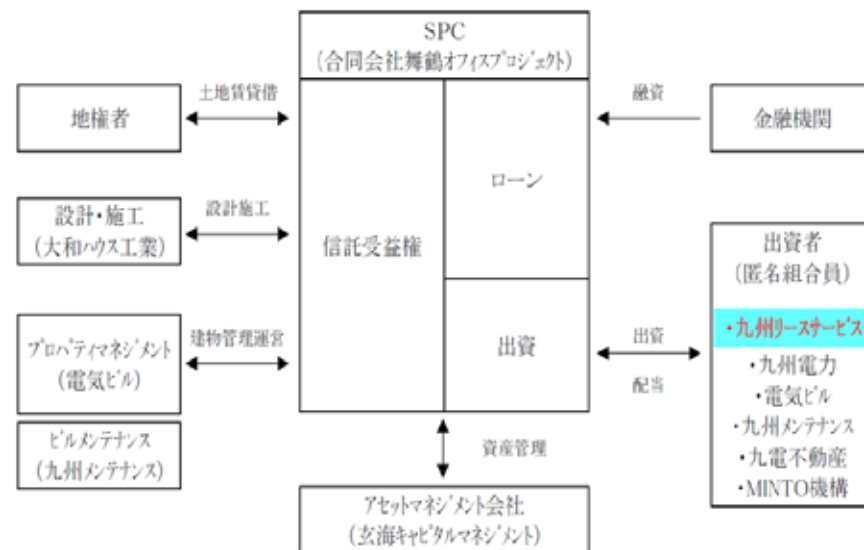 SPC
(合同会社舞鶴オフィスプロジェクト)
地権者
土地賃貸借
設計・施工
(大和ハウス工業)
設計施工
プロパティマネジメント
(電気ビル)
建物管理運営
ビルメンテナンス
(九州メンテナンス)
信託受益権
ローン
出資
融資
金融機関
出資者
(匿名組合員)
・九州リースサービス
・九州電力
・電気ビル
・九州メンテナンス
・九電不動産
・MINTO機構
出資
配当
資産管理
アセットマネジメント会社
(玄海キャピタルマネジメント)